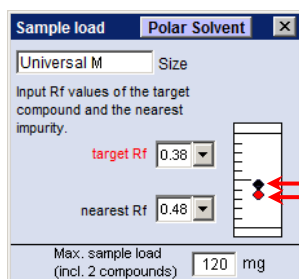 Sample load Polar Solvent
Universal M Size
Input Rf values of the target
compound and the nearest
impurity.
target Rf 0.38
nearest Rf 0.48
Max. sample load
(incl. 2 compounds) 120 mg